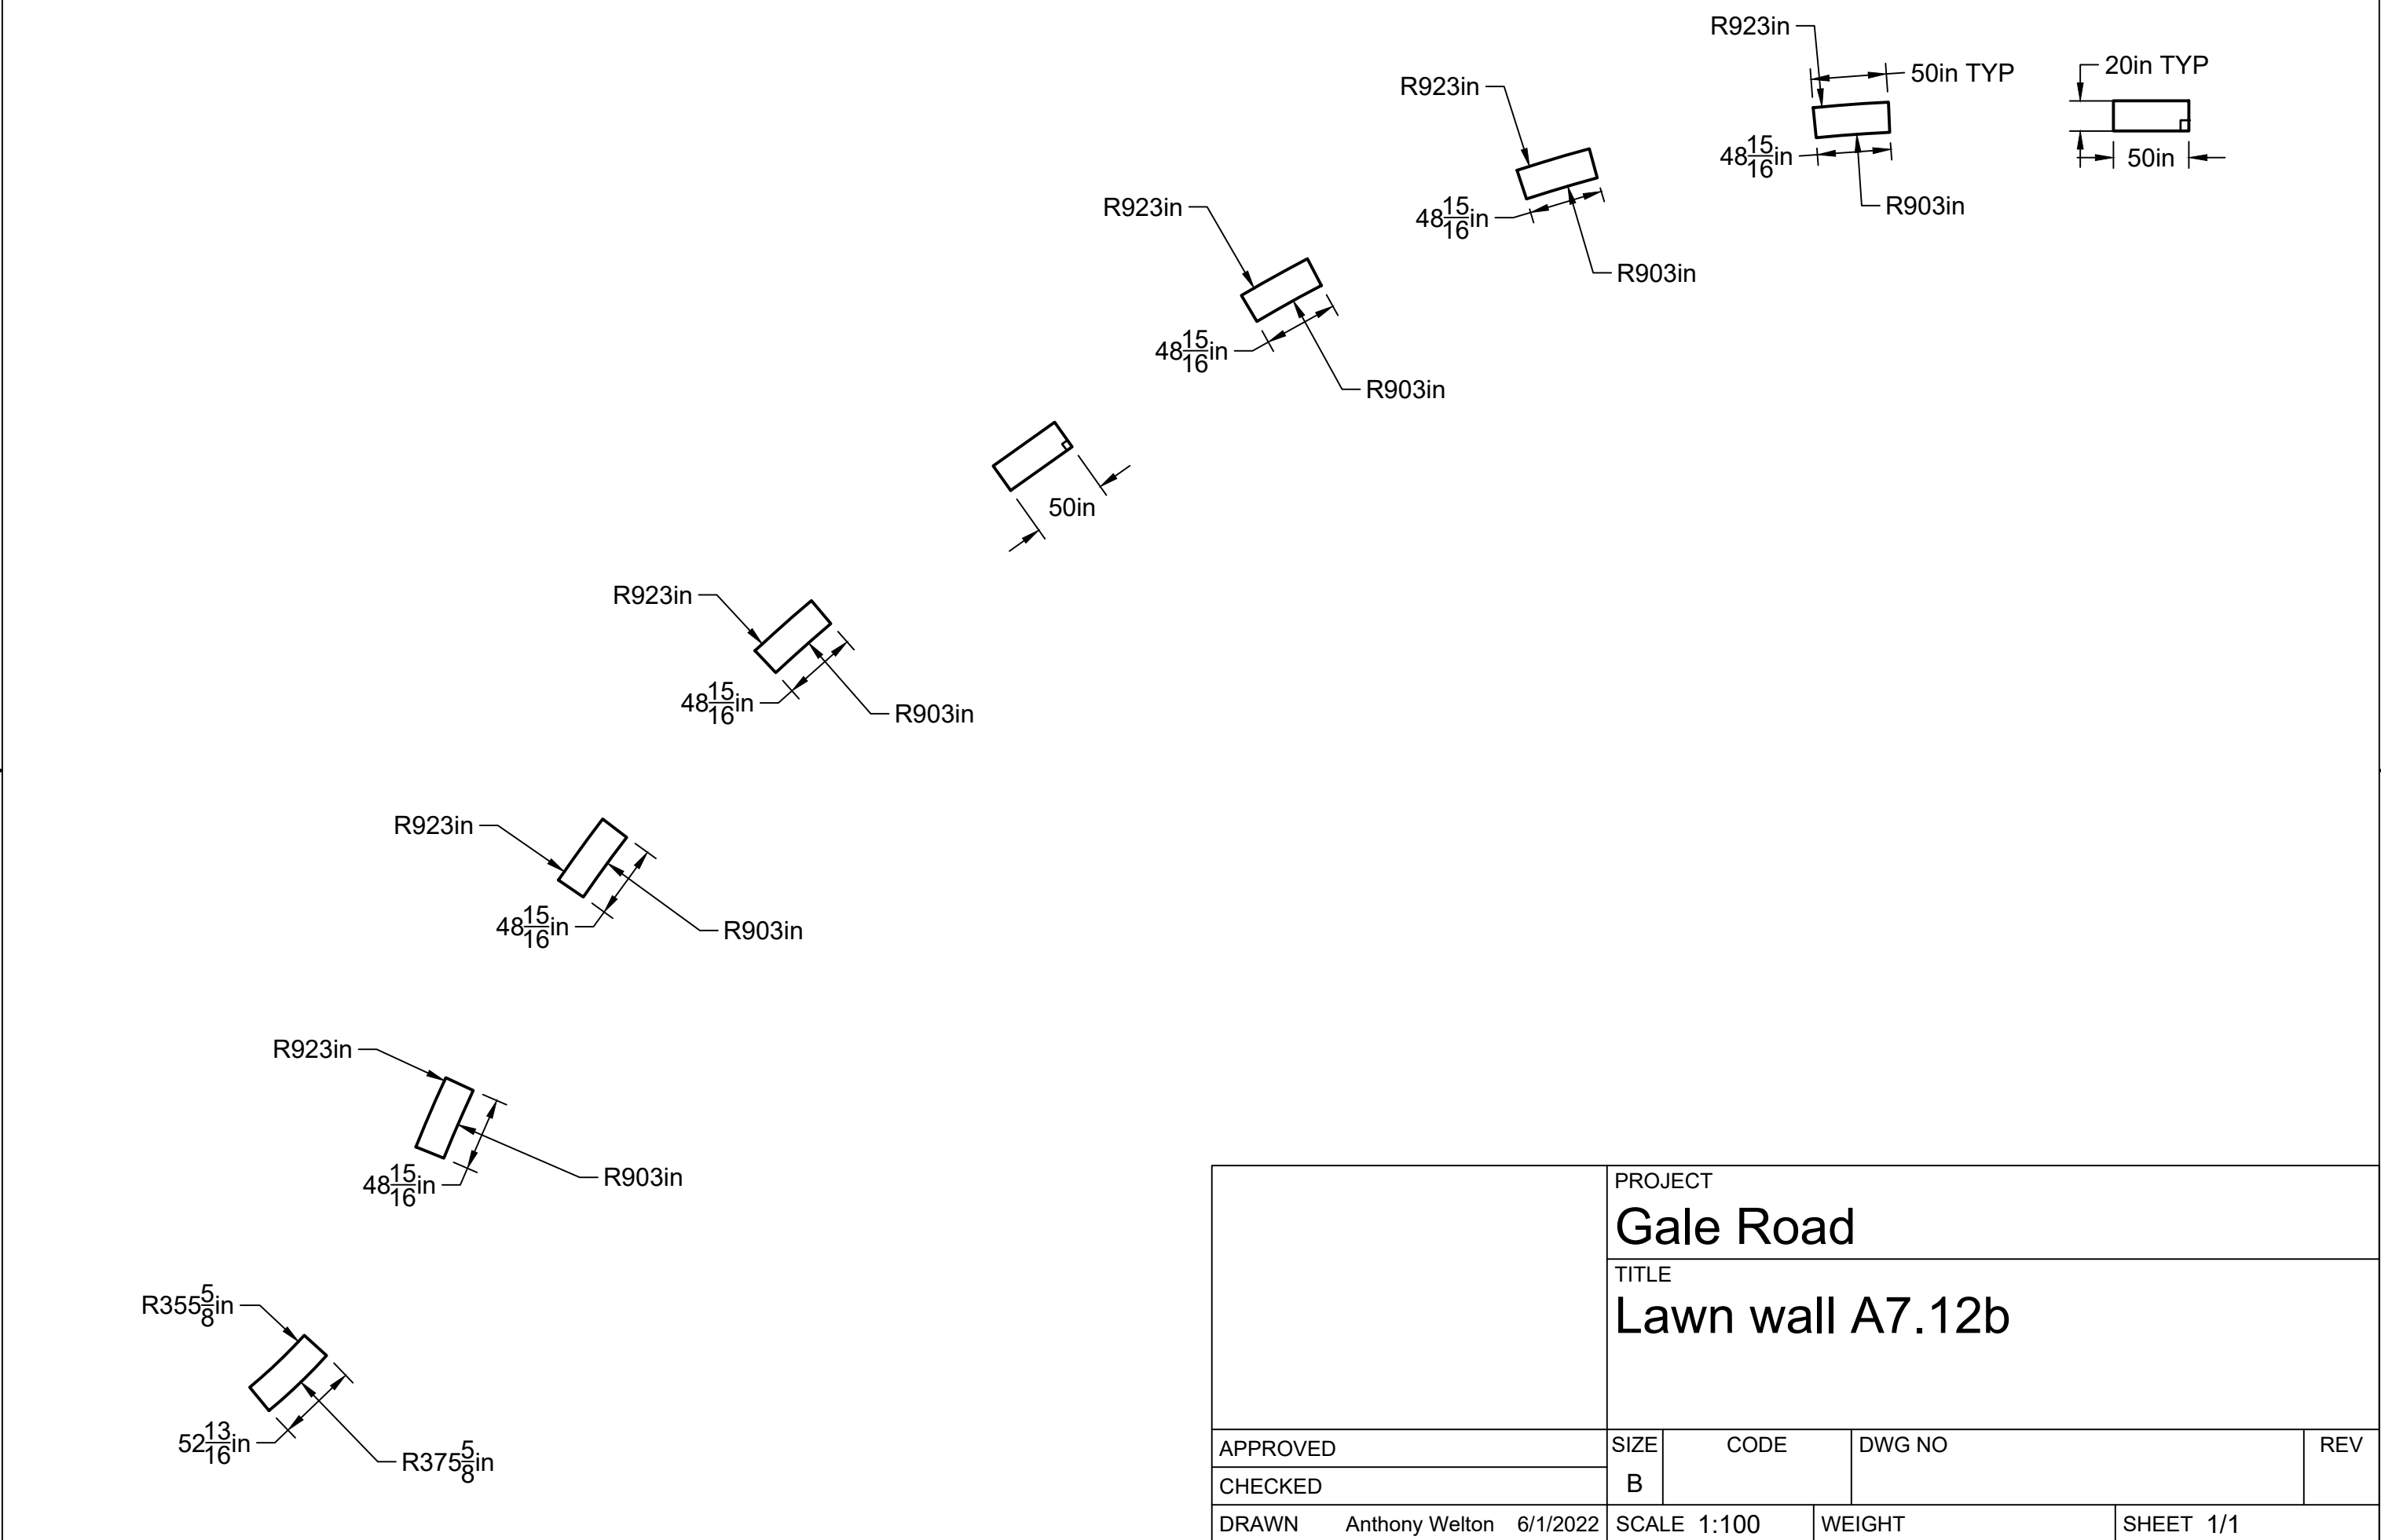 R923in
50in TYP
20in TYP
R923in
48 15/16in
50in
R903in
R923in
48 15/16in
R903in
48 15/16in
R903in
50in
R923in
48 15/16in
R903in
R923in
48 15/16in
R903in
R923in
48 15/16in
R903in
R355 5/8in
52 13/16in
R375 5/8in
PROJECT
Gale Road
TITLE
Lawn wall A7.12b
APPROVED
CHECKED
DRAWN Anthony Welton 6/1/2022
SIZE
B
CODE
DWG NO
REV
SCALE 1:100
WEIGHT
SHEET 1/1